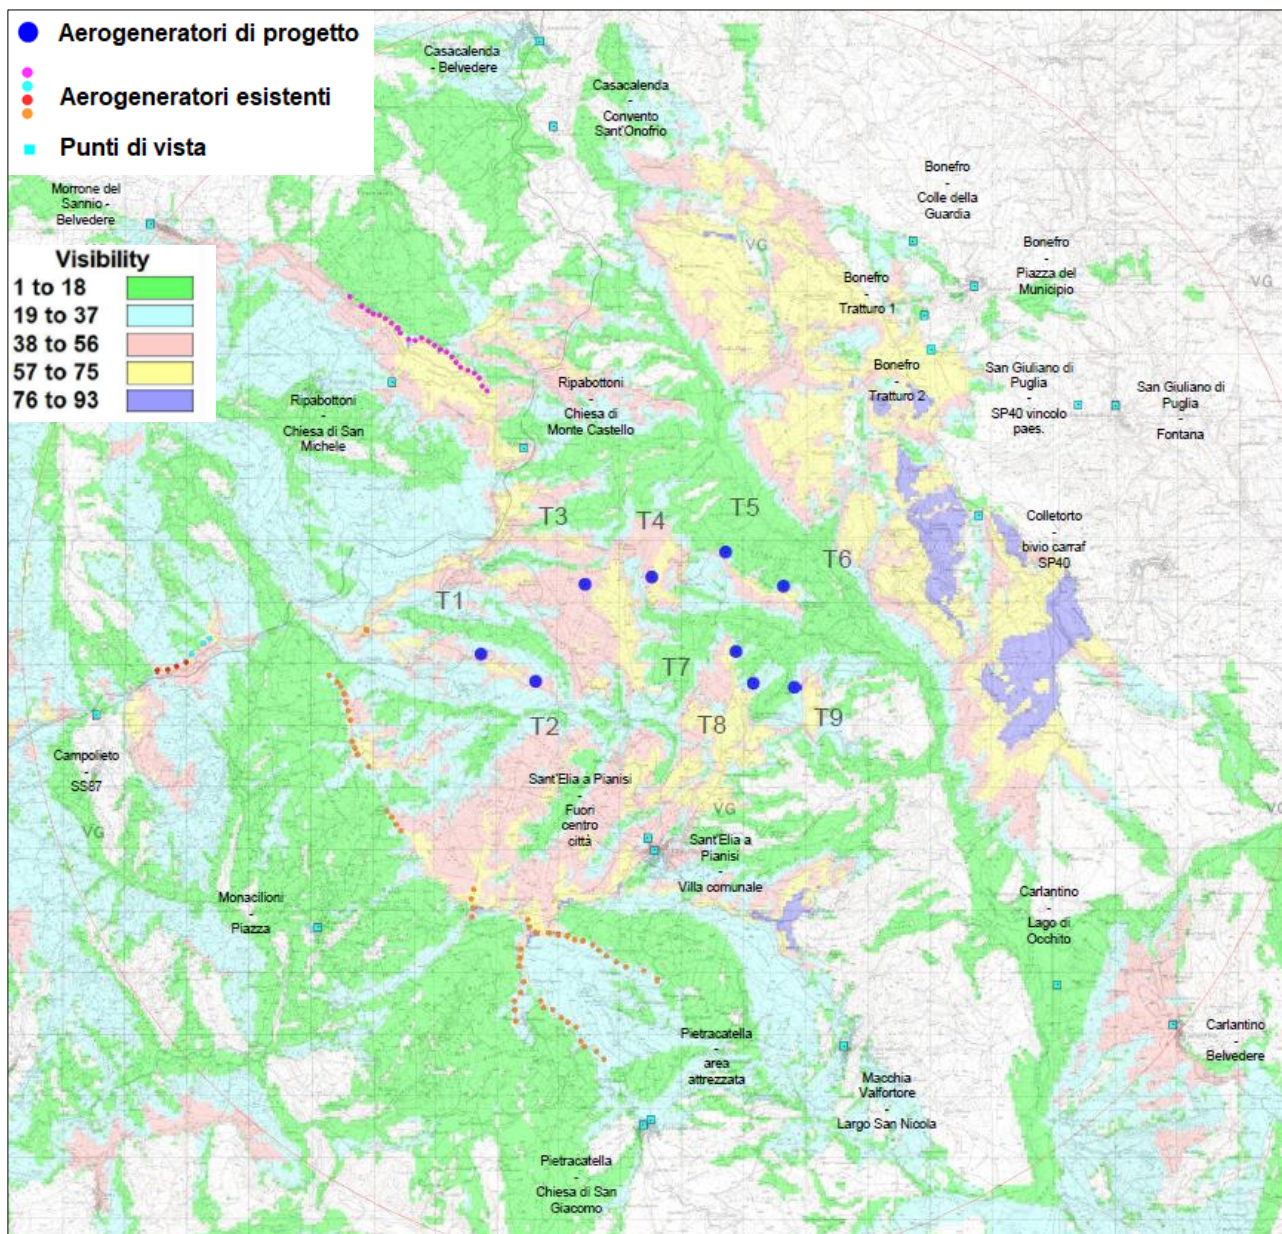 Aerogeneratori di progetto
Aerogeneratori esistenti
Punti di vista
Casacalenda
- Belvedere
Casacalenda
-
Convento
Sant'Onofrio
Bonefro
-
Colle della
Guardia
Morrone del
Sannio -
Belvedere
Bonefro
-
Piazza del
Municipio
VG
VG
Visibility
1 to 18
19 to 37
38 to 56
57 to 75
76 to 93
Bonefro
-
Tratturo 1
Bonefro
-
Tratturo 2
San Giuliano di
Puglia
-
SP40 vincolo
paes.
San Giuliano di
Puglia
-
Fontana
Ripabottoni
-
Chiesa di San
Michele
Ripabottoni
-
Chiesa di
Monte Castello
T3
T4
T5
T6
Colletorto
-
bivio carraf
SP40
T1
T2
T7
T8
T9
Campolieto
-
SS87
VG
Sant'Elia a Pianisi
-
Fuori
centro
città
VG
VG
Sant'Elia a
Pianisi
-
Villa comunale
Monacilioni
-
Piazza
Carlantino
-
Lago di
Occhito
Carlantino
-
Belvedere
Pietracatella
-
area
attrezzata
Macchia
Valfortore
-
Largo San Nicola
Pietracatella
-
Chiesa di San
Giacomo